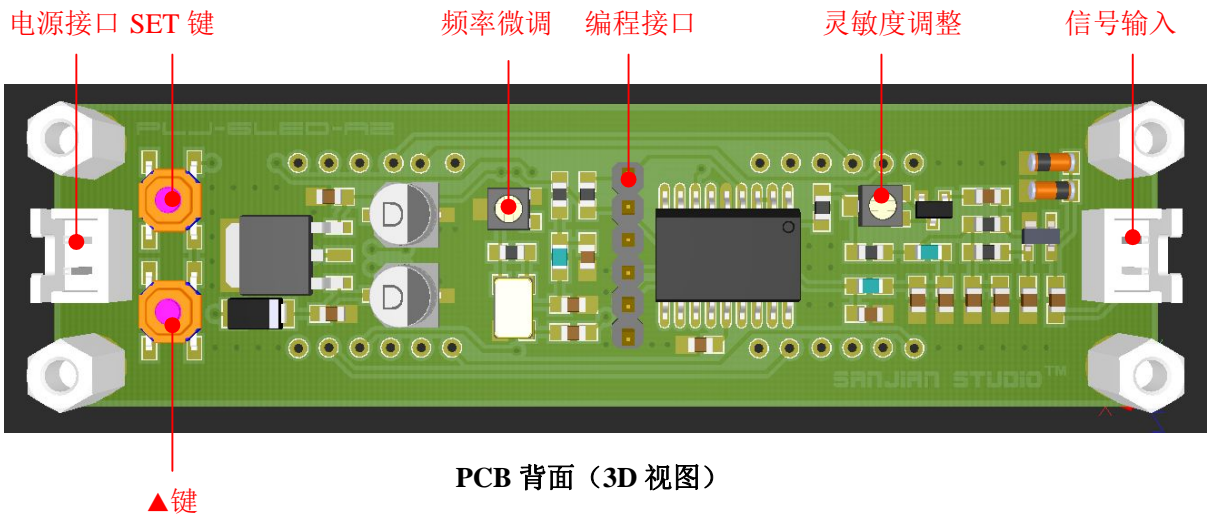 电源接口 SET 键 频率微调 编程接口 灵敏度调整 信号输入
PLJ-6LED-A2
D
D
SANJIAN STUDIO™
PCB 背面（3D 视图）
▲键